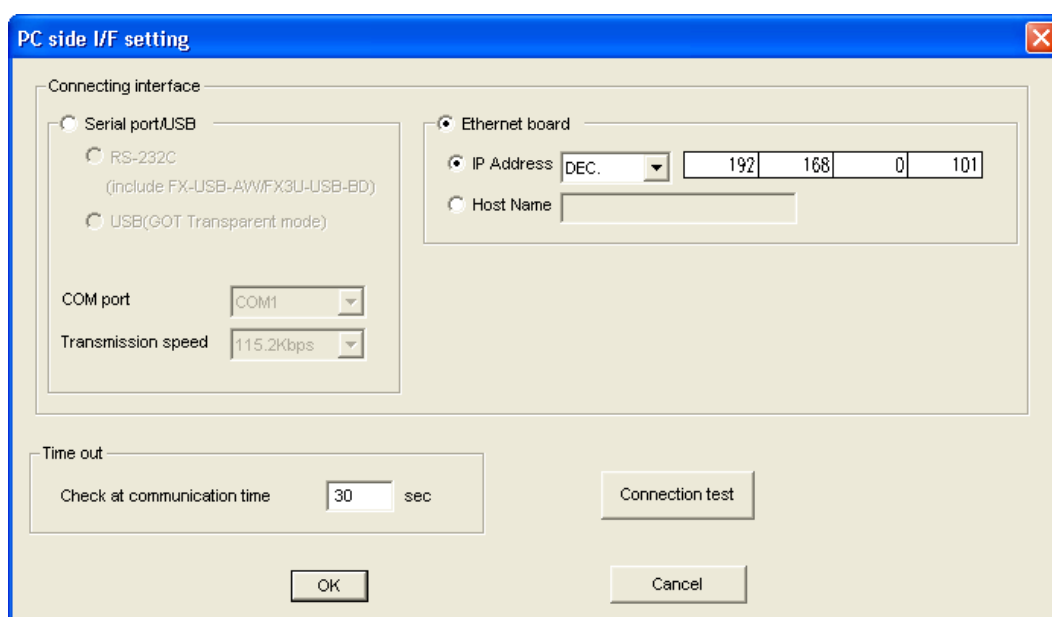 PC side I/F setting
Connecting interface
Serial port/USB
RS-232C
(include FX-USB-AW/FX3U-USB-BD)
USB(GOT Transparent mode)
COM port COM1
Transmission speed 115.2Kbps
Ethernet board
IP Address DEC. 192 168 0 101
Host Name
Time out
Check at communication time 30 sec
Connection test
OK Cancel